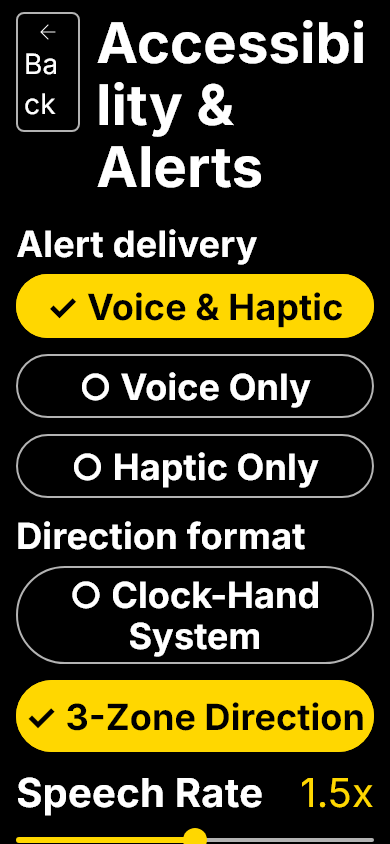 ← 
Ba
ck
Accessibi
lity &
Alerts
Alert delivery
✓ Voice & Haptic
○ Voice Only
○ Haptic Only
Direction format
○ Clock-Hand
System
✓ 3-Zone Direction
Speech Rate 1.5x